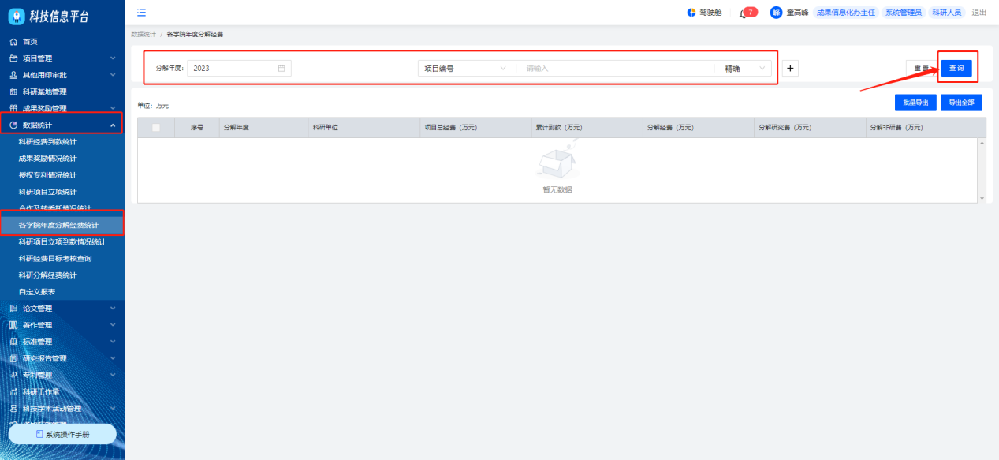 科技信息平台
驾驶舱
7
峰
童高峰
成果信息化办主任
系统管理员
科研人员
退出
首页
项目管理
其他用印审批
科研基地管理
成果奖励管理
数据统计
科研经费到款统计
成果奖励情况统计
授权专利情况统计
科研项目立项统计
合作及转委托情况统计
各学院年度分解经费统计
科研项目立项到款情况统计
科研经费目标考核查询
科研分解经费统计
自定义报表
论文管理
著作管理
标准管理
研究报告管理
专利管理
科研工作量
科技学术活动管理
系统操作手册
数据统计 / 各学院年度分解经费
分解年度: 2023
项目编号
请输入
精确
+
重置
查询
单位：万元
批量导出
导出全部
序号
分解年度
科研单位
项目总经费（万元）
累计到款（万元）
分解经费（万元）
分解研究费（万元）
分解非研费（万元）
暂无数据